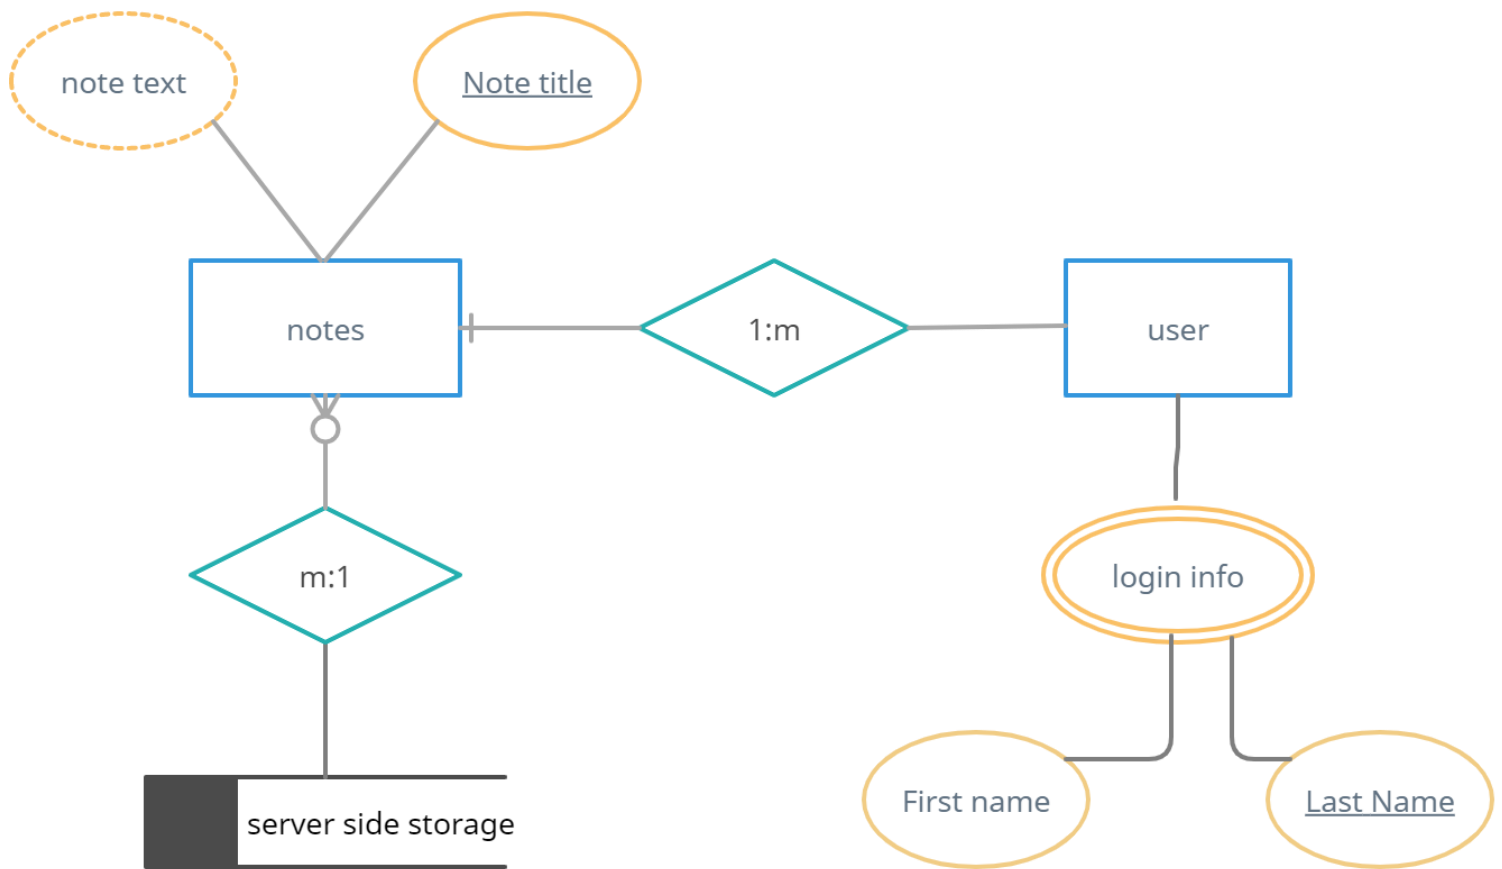 note text
Note title
notes
1:m
user
m:1
login info
server side storage
First name
Last Name